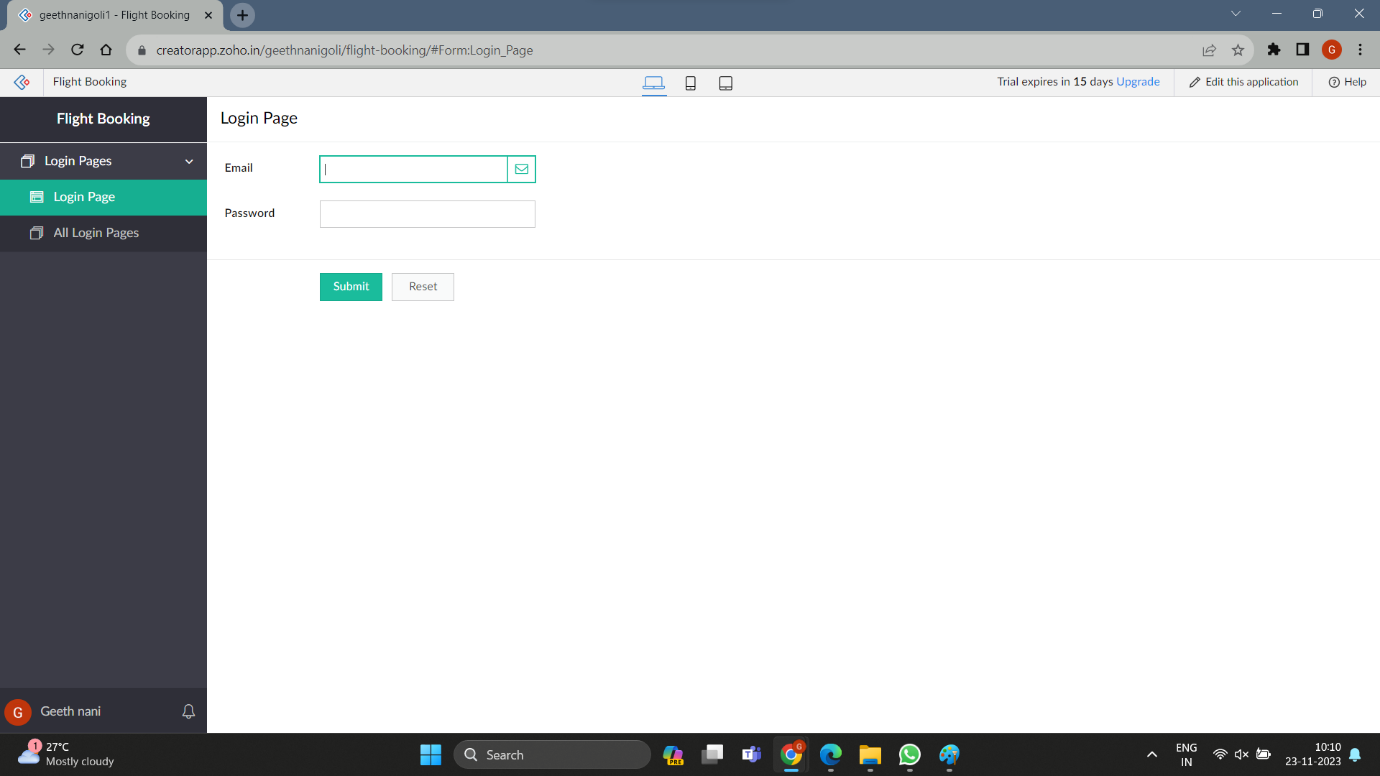 geethnanigoli1 - Flight Booking
creatorapp.zoho.in/geethnanigoli/flight-booking/#Form:Login_Page
G
Flight Booking
Trial expires in 15 days Upgrade
Edit this application
Help
Flight Booking
Login Page
Login Pages
Login Page
All Login Pages
Email
Password
Submit
Reset
G
Geeth nani
1
27°C
Mostly cloudy
Search
PRE
G
ENG
IN
10:10
23-11-2023